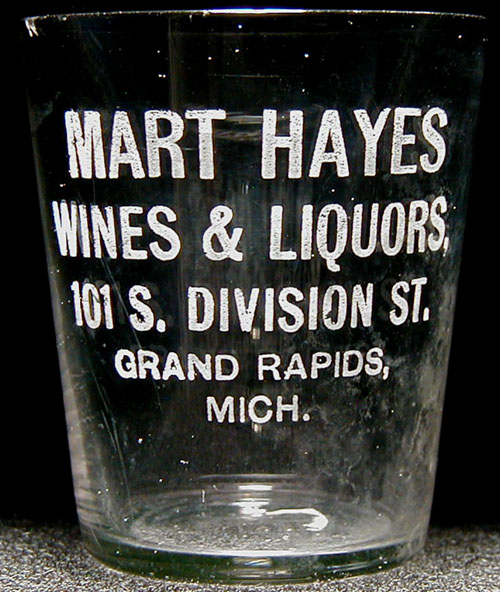 MART HAYES
WINES & LIQUORS,
101 S. DIVISION ST.
GRAND RAPIDS,
MICH.